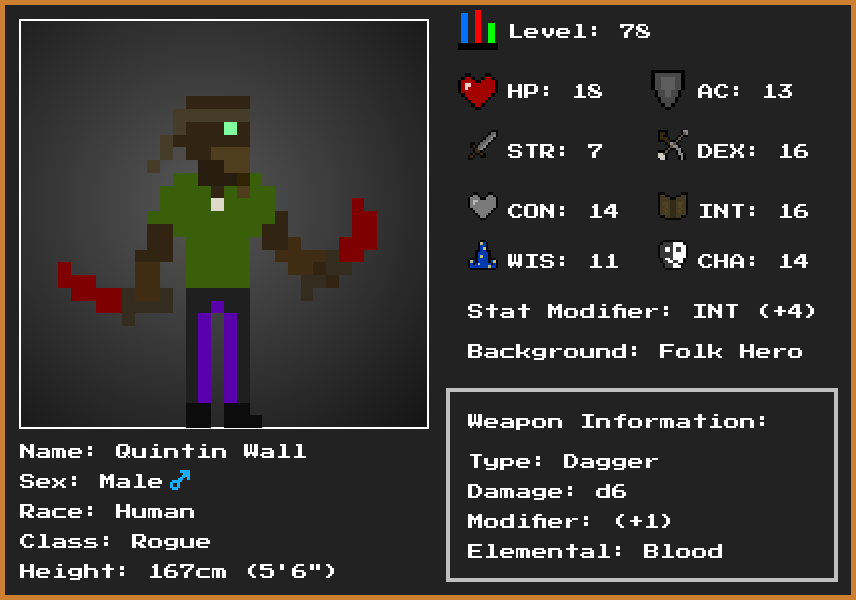 Level: 78
HP: 18 AC: 13
STR: 7 DEX: 16
CON: 14 INT: 16
WIS: 11 CHA: 14
Stat Modifier: INT (+4)
Background: Folk Hero
Weapon Information:
Type: Dagger
Damage: d6
Modifier: (+1)
Elemental: Blood
Name: Quintin Wall
Sex: Male♂
Race: Human
Class: Rogue
Height: 167cm (5'6")